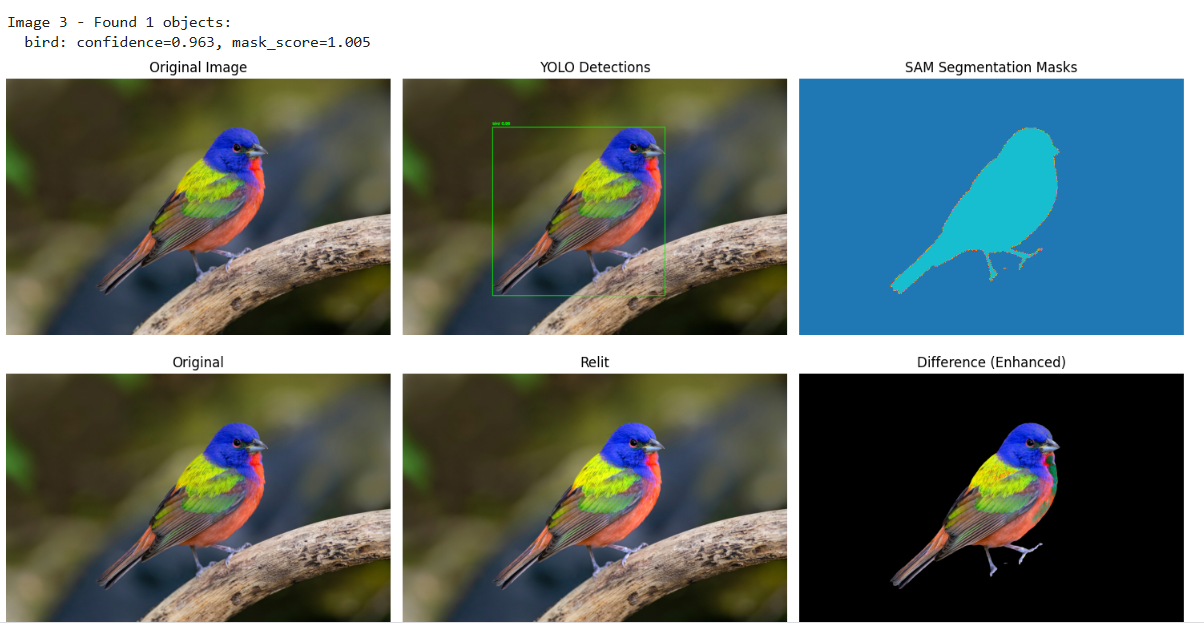 Image 3 - Found 1 objects:
bird: confidence=0.963, mask_score=1.005
Original Image
YOLO Detections
SAM Segmentation Masks
Original
Relit
Difference (Enhanced)